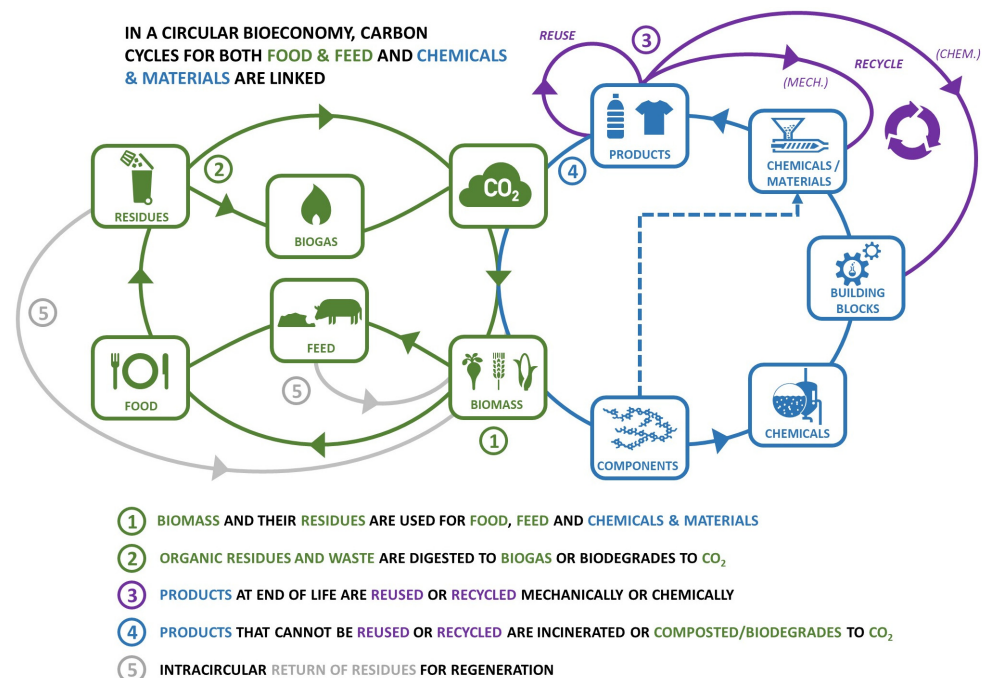 IN A CIRCULAR BIOECONOMY, CARBON
CYCLES FOR BOTH FOOD & FEED AND CHEMICALS
& MATERIALS ARE LINKED
REUSE
3
(CHEM.)
RECYCLE
(MECH.)
PRODUCTS
CHEMICALS /
MATERIALS
2
4
CO₂
RESIDUES
BIOGAS
BUILDING
BLOCKS
5
FEED
5
FOOD
BIOMASS
1
COMPONENTS
CHEMICALS
1 BIOMASS AND THEIR RESIDUES ARE USED FOR FOOD, FEED AND CHEMICALS & MATERIALS
2 ORGANIC RESIDUES AND WASTE ARE DIGESTED TO BIOGAS OR BIODEGRADES TO CO₂
3 PRODUCTS AT END OF LIFE ARE REUSED OR RECYCLED MECHANICALLY OR CHEMICALLY
4 PRODUCTS THAT CANNOT BE REUSED OR RECYCLED ARE INCINERATED OR COMPOSTED/BIODEGRADES TO CO₂
5 INTRACIRCULAR RETURN OF RESIDUES FOR REGENERATION